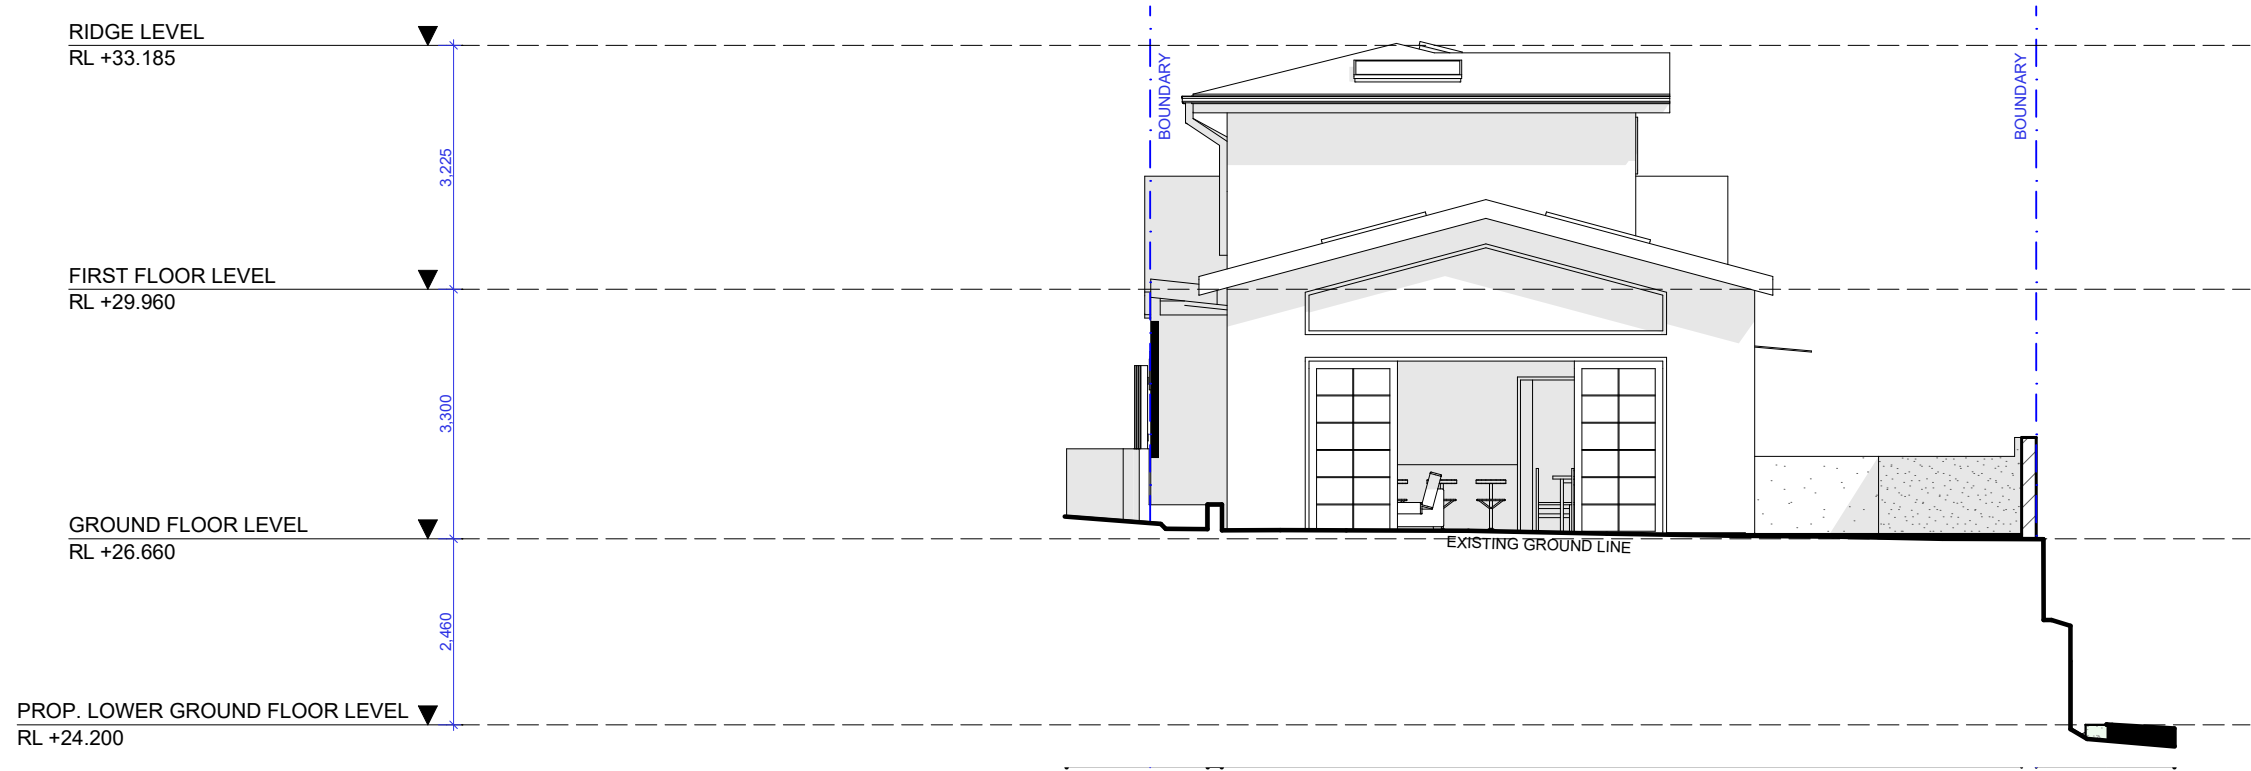 RIDGE LEVEL
RL +33.185
BOUNDARY
BOUNDARY
3,225
FIRST FLOOR LEVEL
RL +29.960
3,300
GROUND FLOOR LEVEL
RL +26.660
EXISTING GROUND LINE
2,460
PROP. LOWER GROUND FLOOR LEVEL
RL +24.200